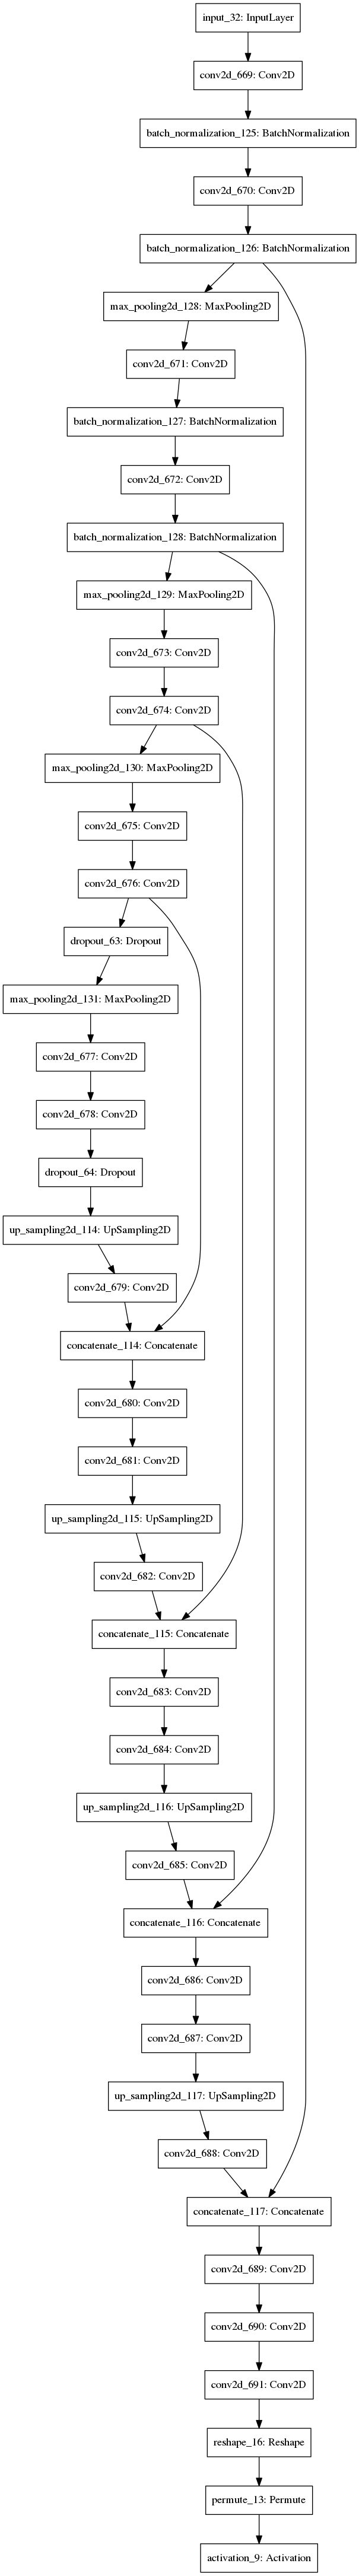 input_32: InputLayer
conv2d_669: Conv2D
batch_normalization_125: BatchNormalization
conv2d_670: Conv2D
batch_normalization_126: BatchNormalization
max_pooling2d_128: MaxPooling2D
conv2d_671: Conv2D
batch_normalization_127: BatchNormalization
conv2d_672: Conv2D
batch_normalization_128: BatchNormalization
max_pooling2d_129: MaxPooling2D
conv2d_673: Conv2D
conv2d_674: Conv2D
max_pooling2d_130: MaxPooling2D
conv2d_675: Conv2D
conv2d_676: Conv2D
dropout_63: Dropout
max_pooling2d_131: MaxPooling2D
conv2d_677: Conv2D
conv2d_678: Conv2D
dropout_64: Dropout
up_sampling2d_114: UpSampling2D
conv2d_679: Conv2D
concatenate_114: Concatenate
conv2d_680: Conv2D
conv2d_681: Conv2D
up_sampling2d_115: UpSampling2D
conv2d_682: Conv2D
concatenate_115: Concatenate
conv2d_683: Conv2D
conv2d_684: Conv2D
up_sampling2d_116: UpSampling2D
conv2d_685: Conv2D
concatenate_116: Concatenate
conv2d_686: Conv2D
conv2d_687: Conv2D
up_sampling2d_117: UpSampling2D
conv2d_688: Conv2D
concatenate_117: Concatenate
conv2d_689: Conv2D
conv2d_690: Conv2D
conv2d_691: Conv2D
reshape_16: Reshape
permute_13: Permute
activation_9: Activation